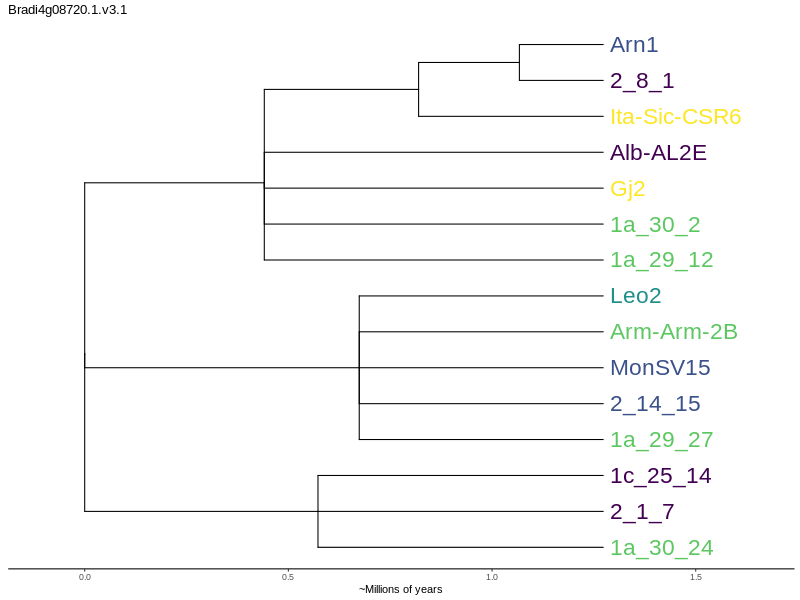 Bradi4g08720.1.v3.1
Arn1
2_8_1
Ita-Sic-CSR6
Alb-AL2E
Gj2
1a_30_2
1a_29_12
Leo2
Arm-Arm-2B
MonSV15
2_14_15
1a_29_27
1c_25_14
2_1_7
1a_30_24
0.0 0.5 1.0 1.5
~Millions of years